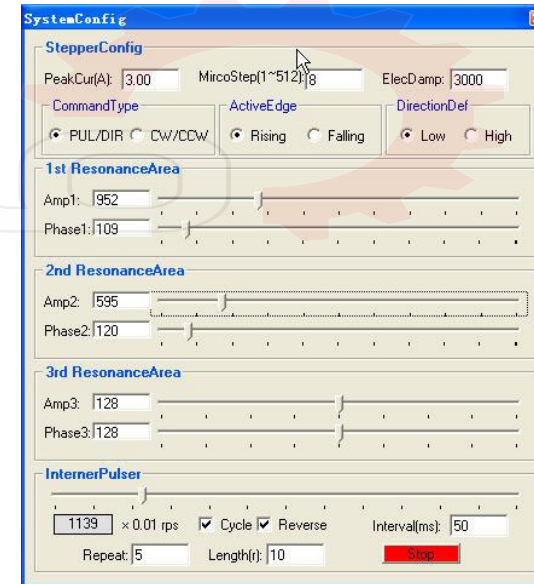 SystemConfig
StepperConfig
PeakCur(A): 3.00 MircoStep(1~512): 8 ElecDamp: 3000
CommandType ActiveEdge DirectionDef
PUL/DIR CW/CCW Rising Falling Low High
1st ResonanceArea
Amp1: 952
Phase1: 109
2nd ResonanceArea
Amp2: 595
Phase2: 120
3rd ResonanceArea
Amp3: 128
Phase3: 128
InternerPulser
1139 × 0.01 rps Cycle Reverse Interval(ms): 50
Repeat: 5 Length(r): 10 Stop